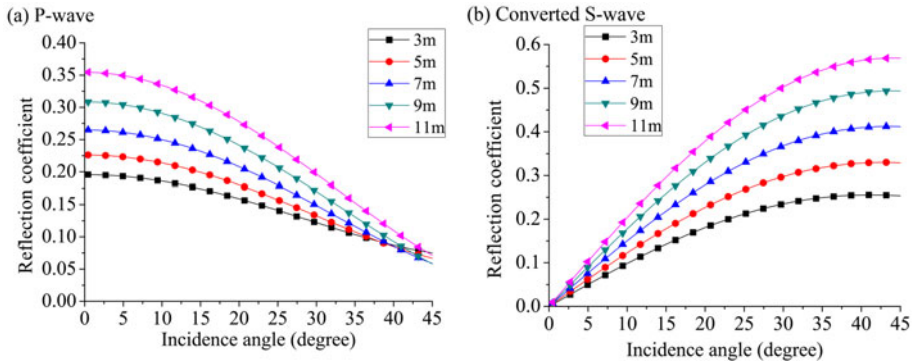 (a) P-wave
3m
5m
7m
9m
11m
0.40
0.35
0.30
0.25
0.20
0.15
0.10
0.05
0.00
Reflection coefficient
0 5 10 15 20 25 30 35 40 45
Incidence angle (degree)
(b) Converted S-wave
3m
5m
7m
9m
11m
0.6
0.5
0.4
0.3
0.2
0.1
0.0
Reflection coefficient
0 5 10 15 20 25 30 35 40 45
Incidence angle (degree)